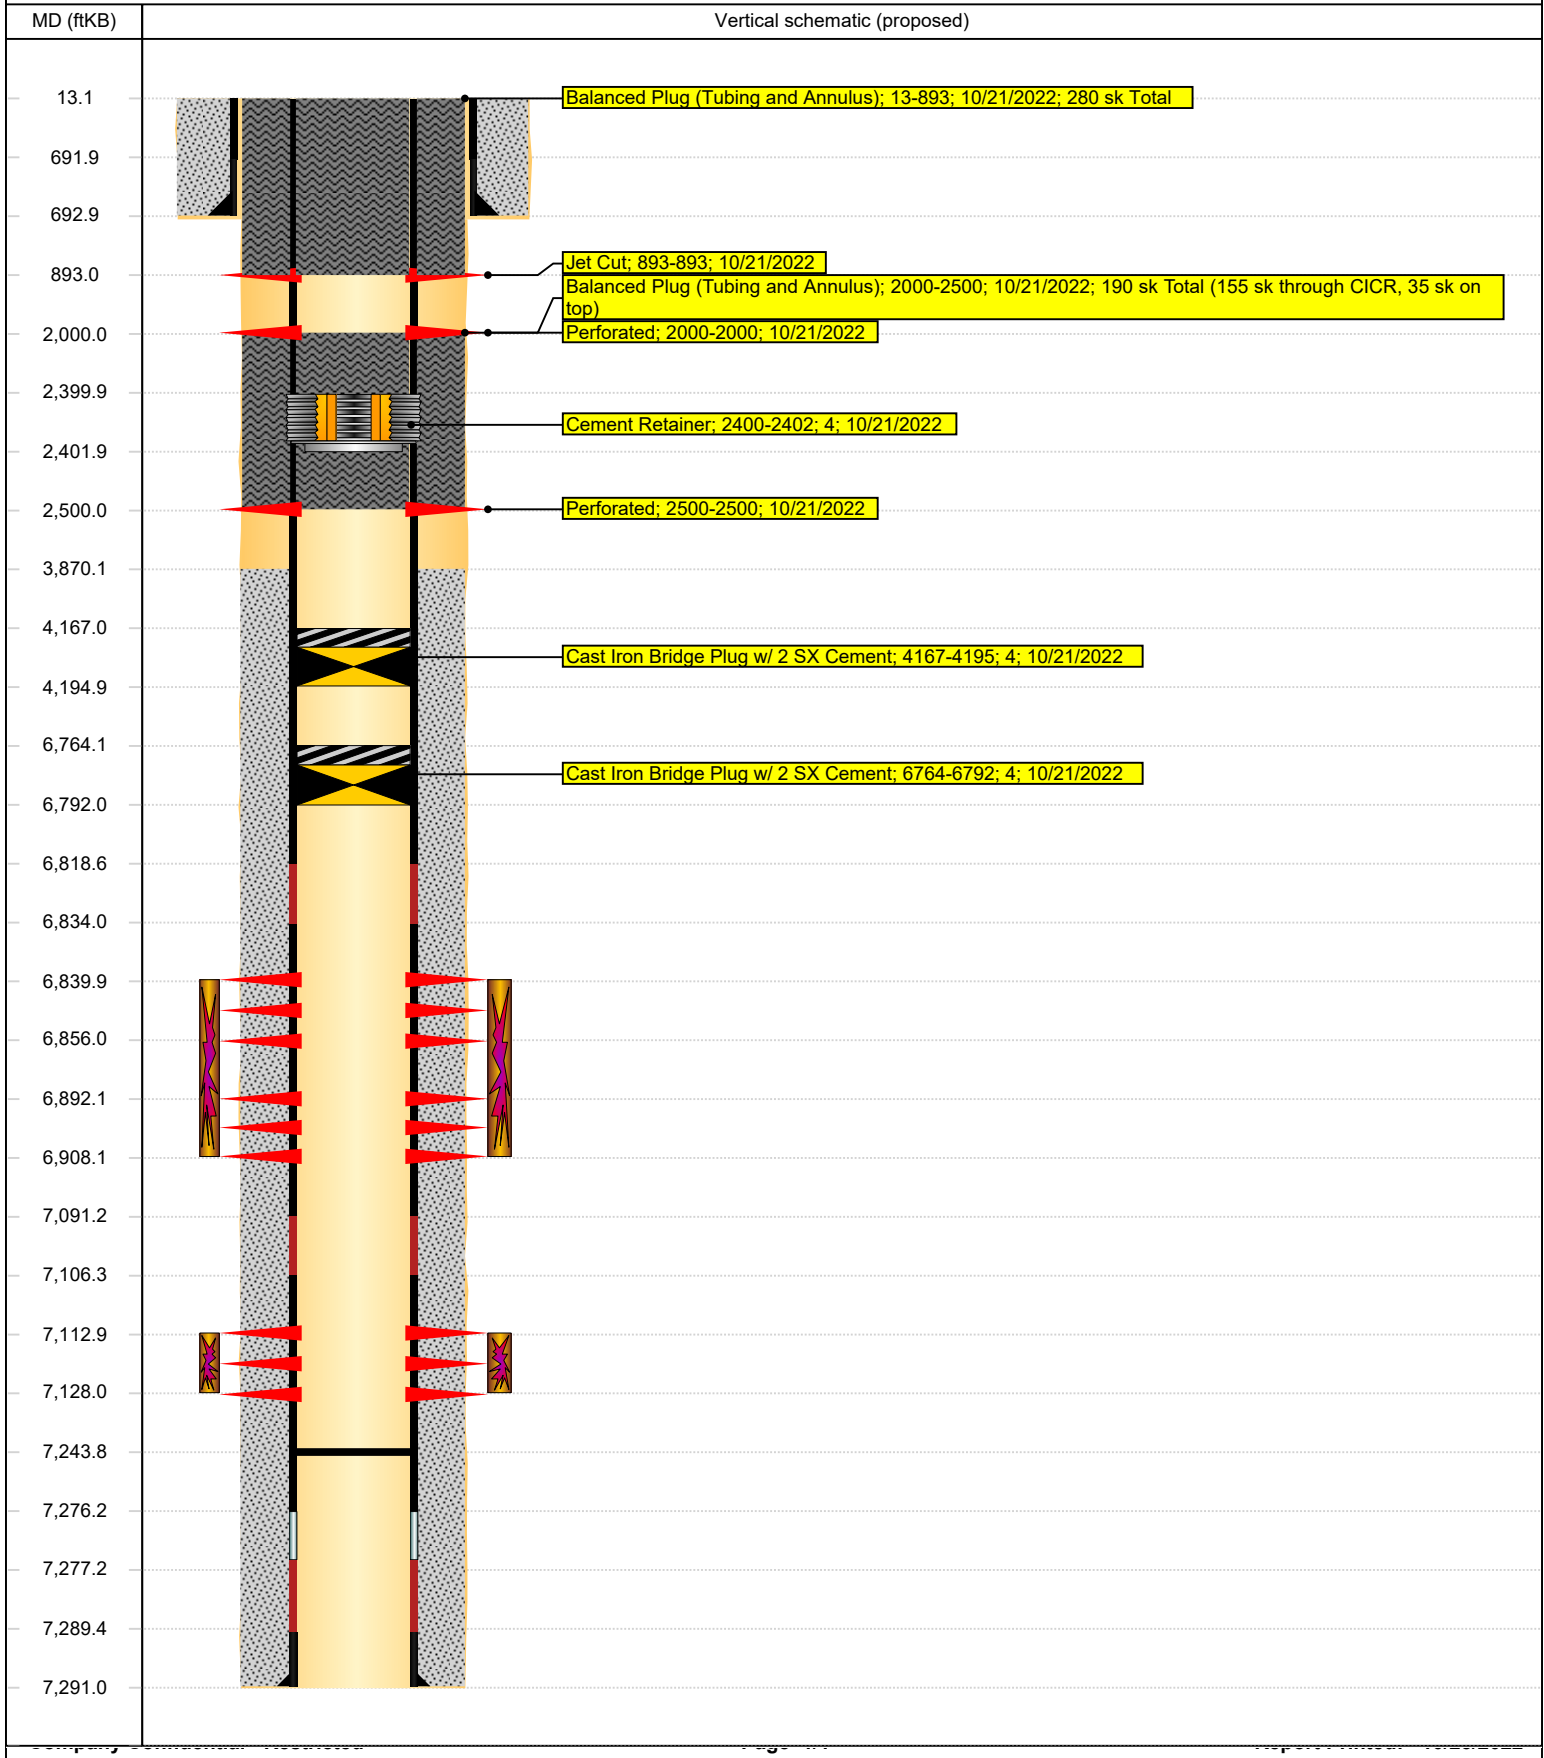 MD (ftKB)
Vertical schematic (proposed)
13.1
Balanced Plug (Tubing and Annulus); 13-893; 10/21/2022; 280 sk Total
691.9
692.9
Jet Cut; 893-893; 10/21/2022
893.0
Balanced Plug (Tubing and Annulus); 2000-2500; 10/21/2022; 190 sk Total (155 sk through CICR, 35 sk on
top)
Perforated; 2000-2000; 10/21/2022
2,000.0
2,399.9
Cement Retainer; 2400-2402; 4; 10/21/2022
2,401.9
Perforated; 2500-2500; 10/21/2022
2,500.0
3,870.1
4,167.0
Cast Iron Bridge Plug w/ 2 SX Cement; 4167-4195; 4; 10/21/2022
4,194.9
6,764.1
Cast Iron Bridge Plug w/ 2 SX Cement; 6764-6792; 4; 10/21/2022
6,792.0
6,818.6
6,834.0
6,839.9
6,856.0
6,892.1
6,908.1
7,091.2
7,106.3
7,112.9
7,128.0
7,243.8
7,276.2
7,277.2
7,289.4
7,291.0